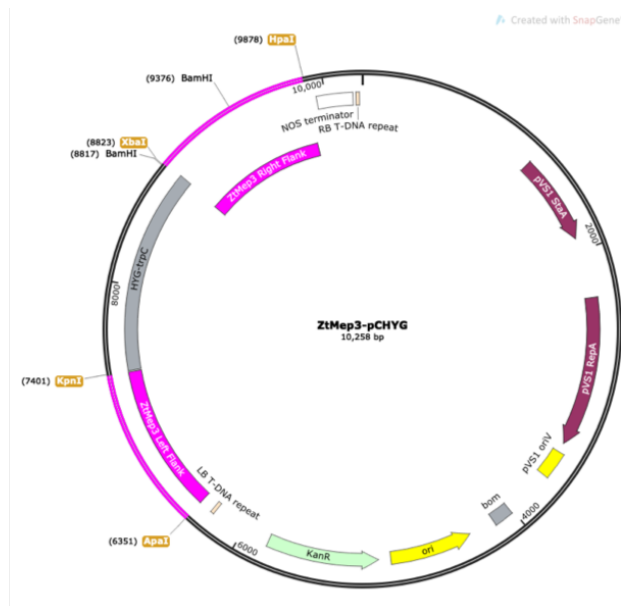 Created with SnapGene
(9878) HpaI
(9376) BamHI
10,000
NOS terminator
RB T-DNA repeat
(8823) XbaI
(8817) BamHI
ZtMep3 Right Flank
pVS1 StaA
2000
HYG-trpC
8000
ZtMep3-pCHYG
10,258 bp
pVS1 RepA
(7401) KpnI
ZtMep3 Left Flank
LB T-DNA repeat
pVS1 oriV
bom
4000
(6351) ApaI
6000
KanR
ori